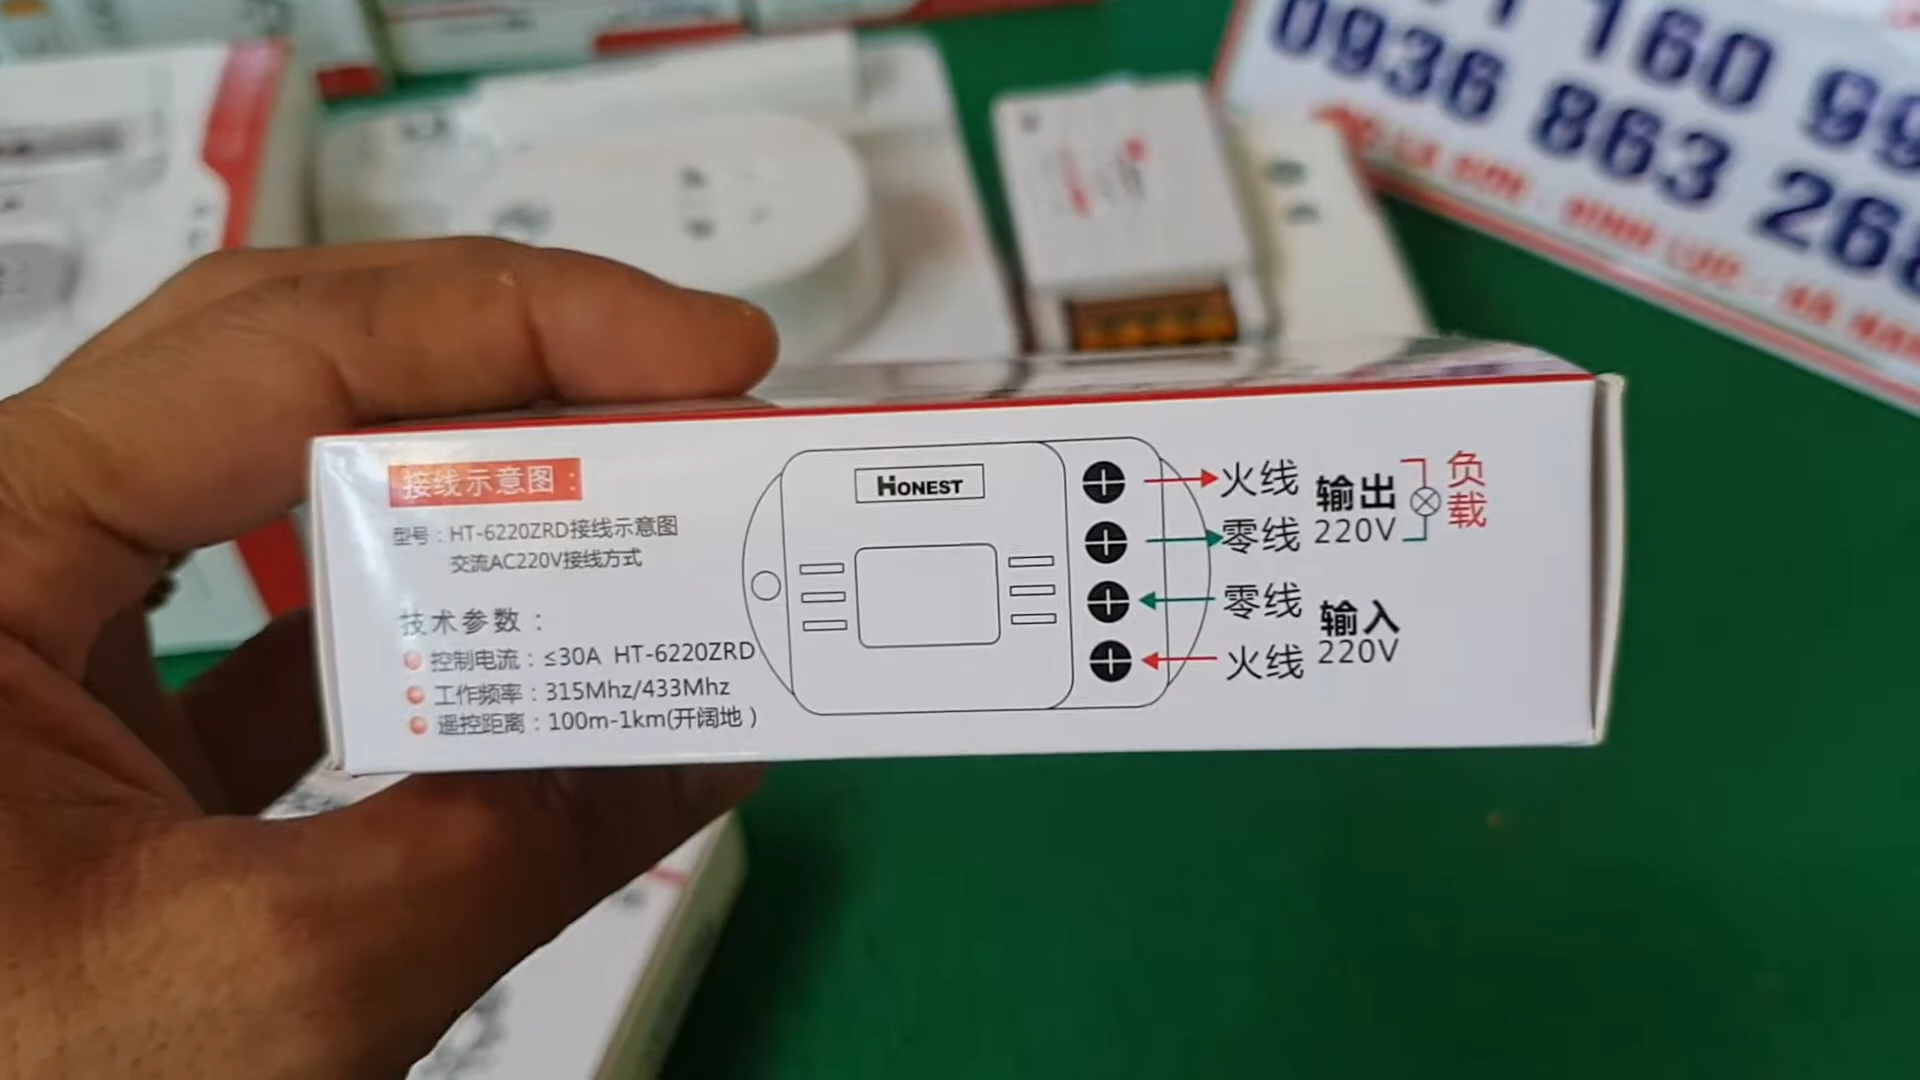 160 99
0936 863 268
接线示意图：
型号：HT-6220ZRD接线示意图
交流AC220V接线方式
技术参数：
控制电流：≤30A HT-6220ZRD
工作频率：315Mhz/433Mhz
遥控距离：100m-1km(开阔地)
HONEST
火线
零线
输出
220V
负载
零线
火线
输入
220V